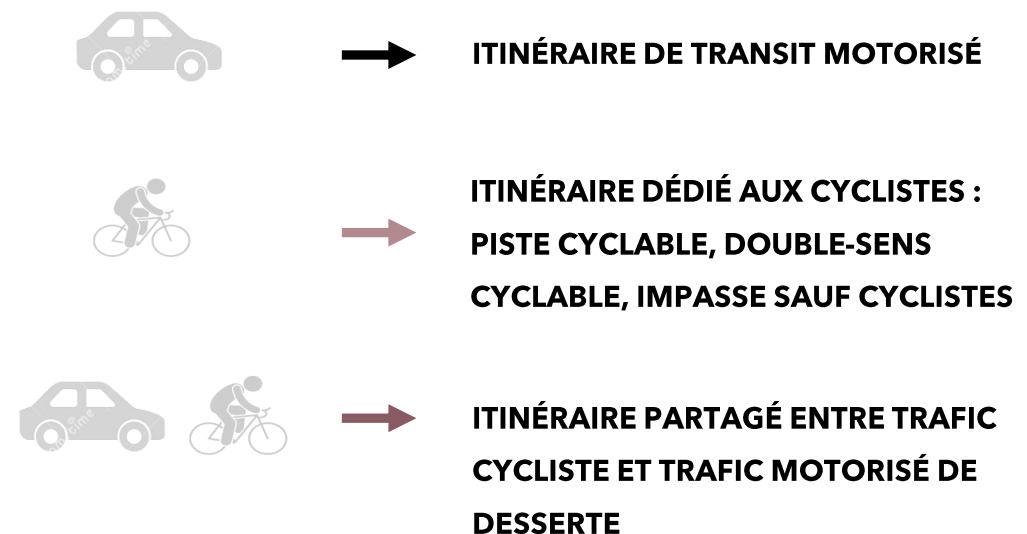 ITINÉRAIRE DE TRANSIT MOTORISÉ
ITINÉRAIRE DÉDIÉ AUX CYCLISTES :
PISTE CYCLABLE, DOUBLE-SENS
CYCLABLE, IMPASSE SAUF CYCLISTES
ITINÉRAIRE PARTAGÉ ENTRE TRAFIC
CYCLISTE ET TRAFIC MOTORISÉ DE
DESSERTE